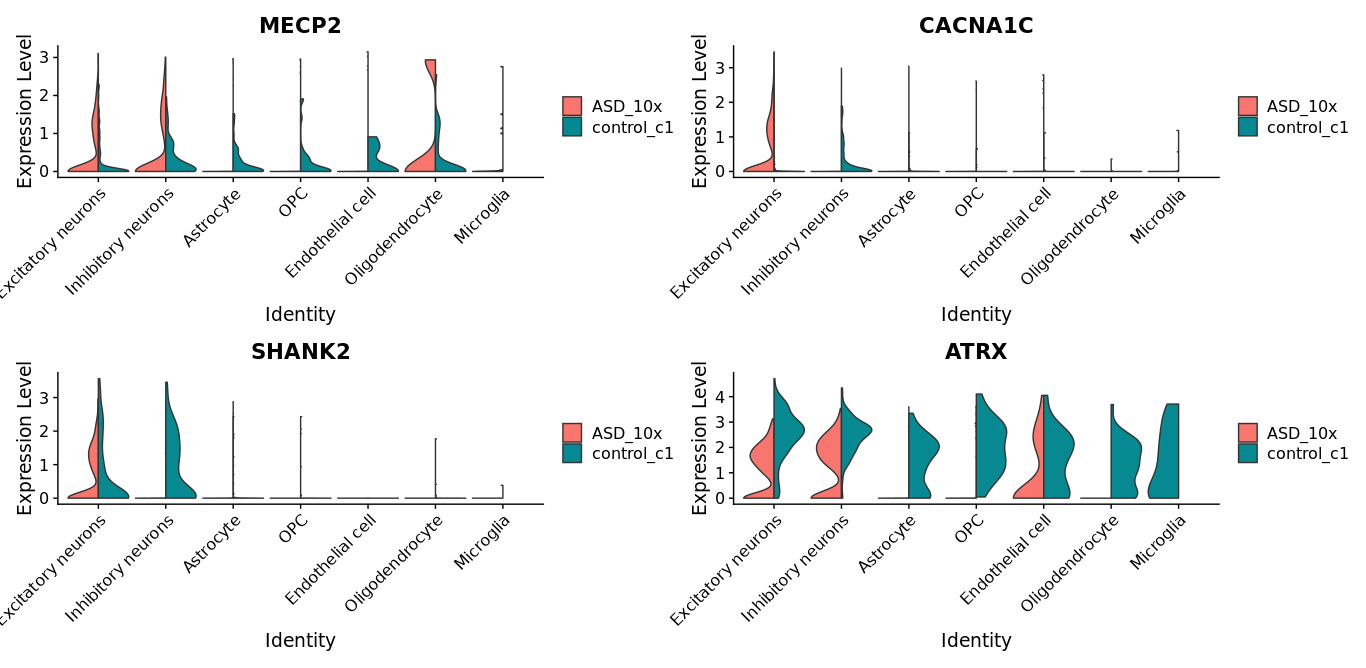 MECP2
Expression Level
3
2
1
0
Excitatory neurons
Inhibitory neurons
Astrocyte
OPC
Endothelial cell
Oligodendrocyte
Microglia
Identity
ASD_10x
control_c1
CACNA1C
Expression Level
3
2
1
0
Excitatory neurons
Inhibitory neurons
Astrocyte
OPC
Endothelial cell
Oligodendrocyte
Microglia
Identity
ASD_10x
control_c1
SHANK2
Expression Level
3
2
1
0
Excitatory neurons
Inhibitory neurons
Astrocyte
OPC
Endothelial cell
Oligodendrocyte
Microglia
Identity
ASD_10x
control_c1
ATRX
Expression Level
4
3
2
1
0
Excitatory neurons
Inhibitory neurons
Astrocyte
OPC
Endothelial cell
Oligodendrocyte
Microglia
Identity
ASD_10x
control_c1